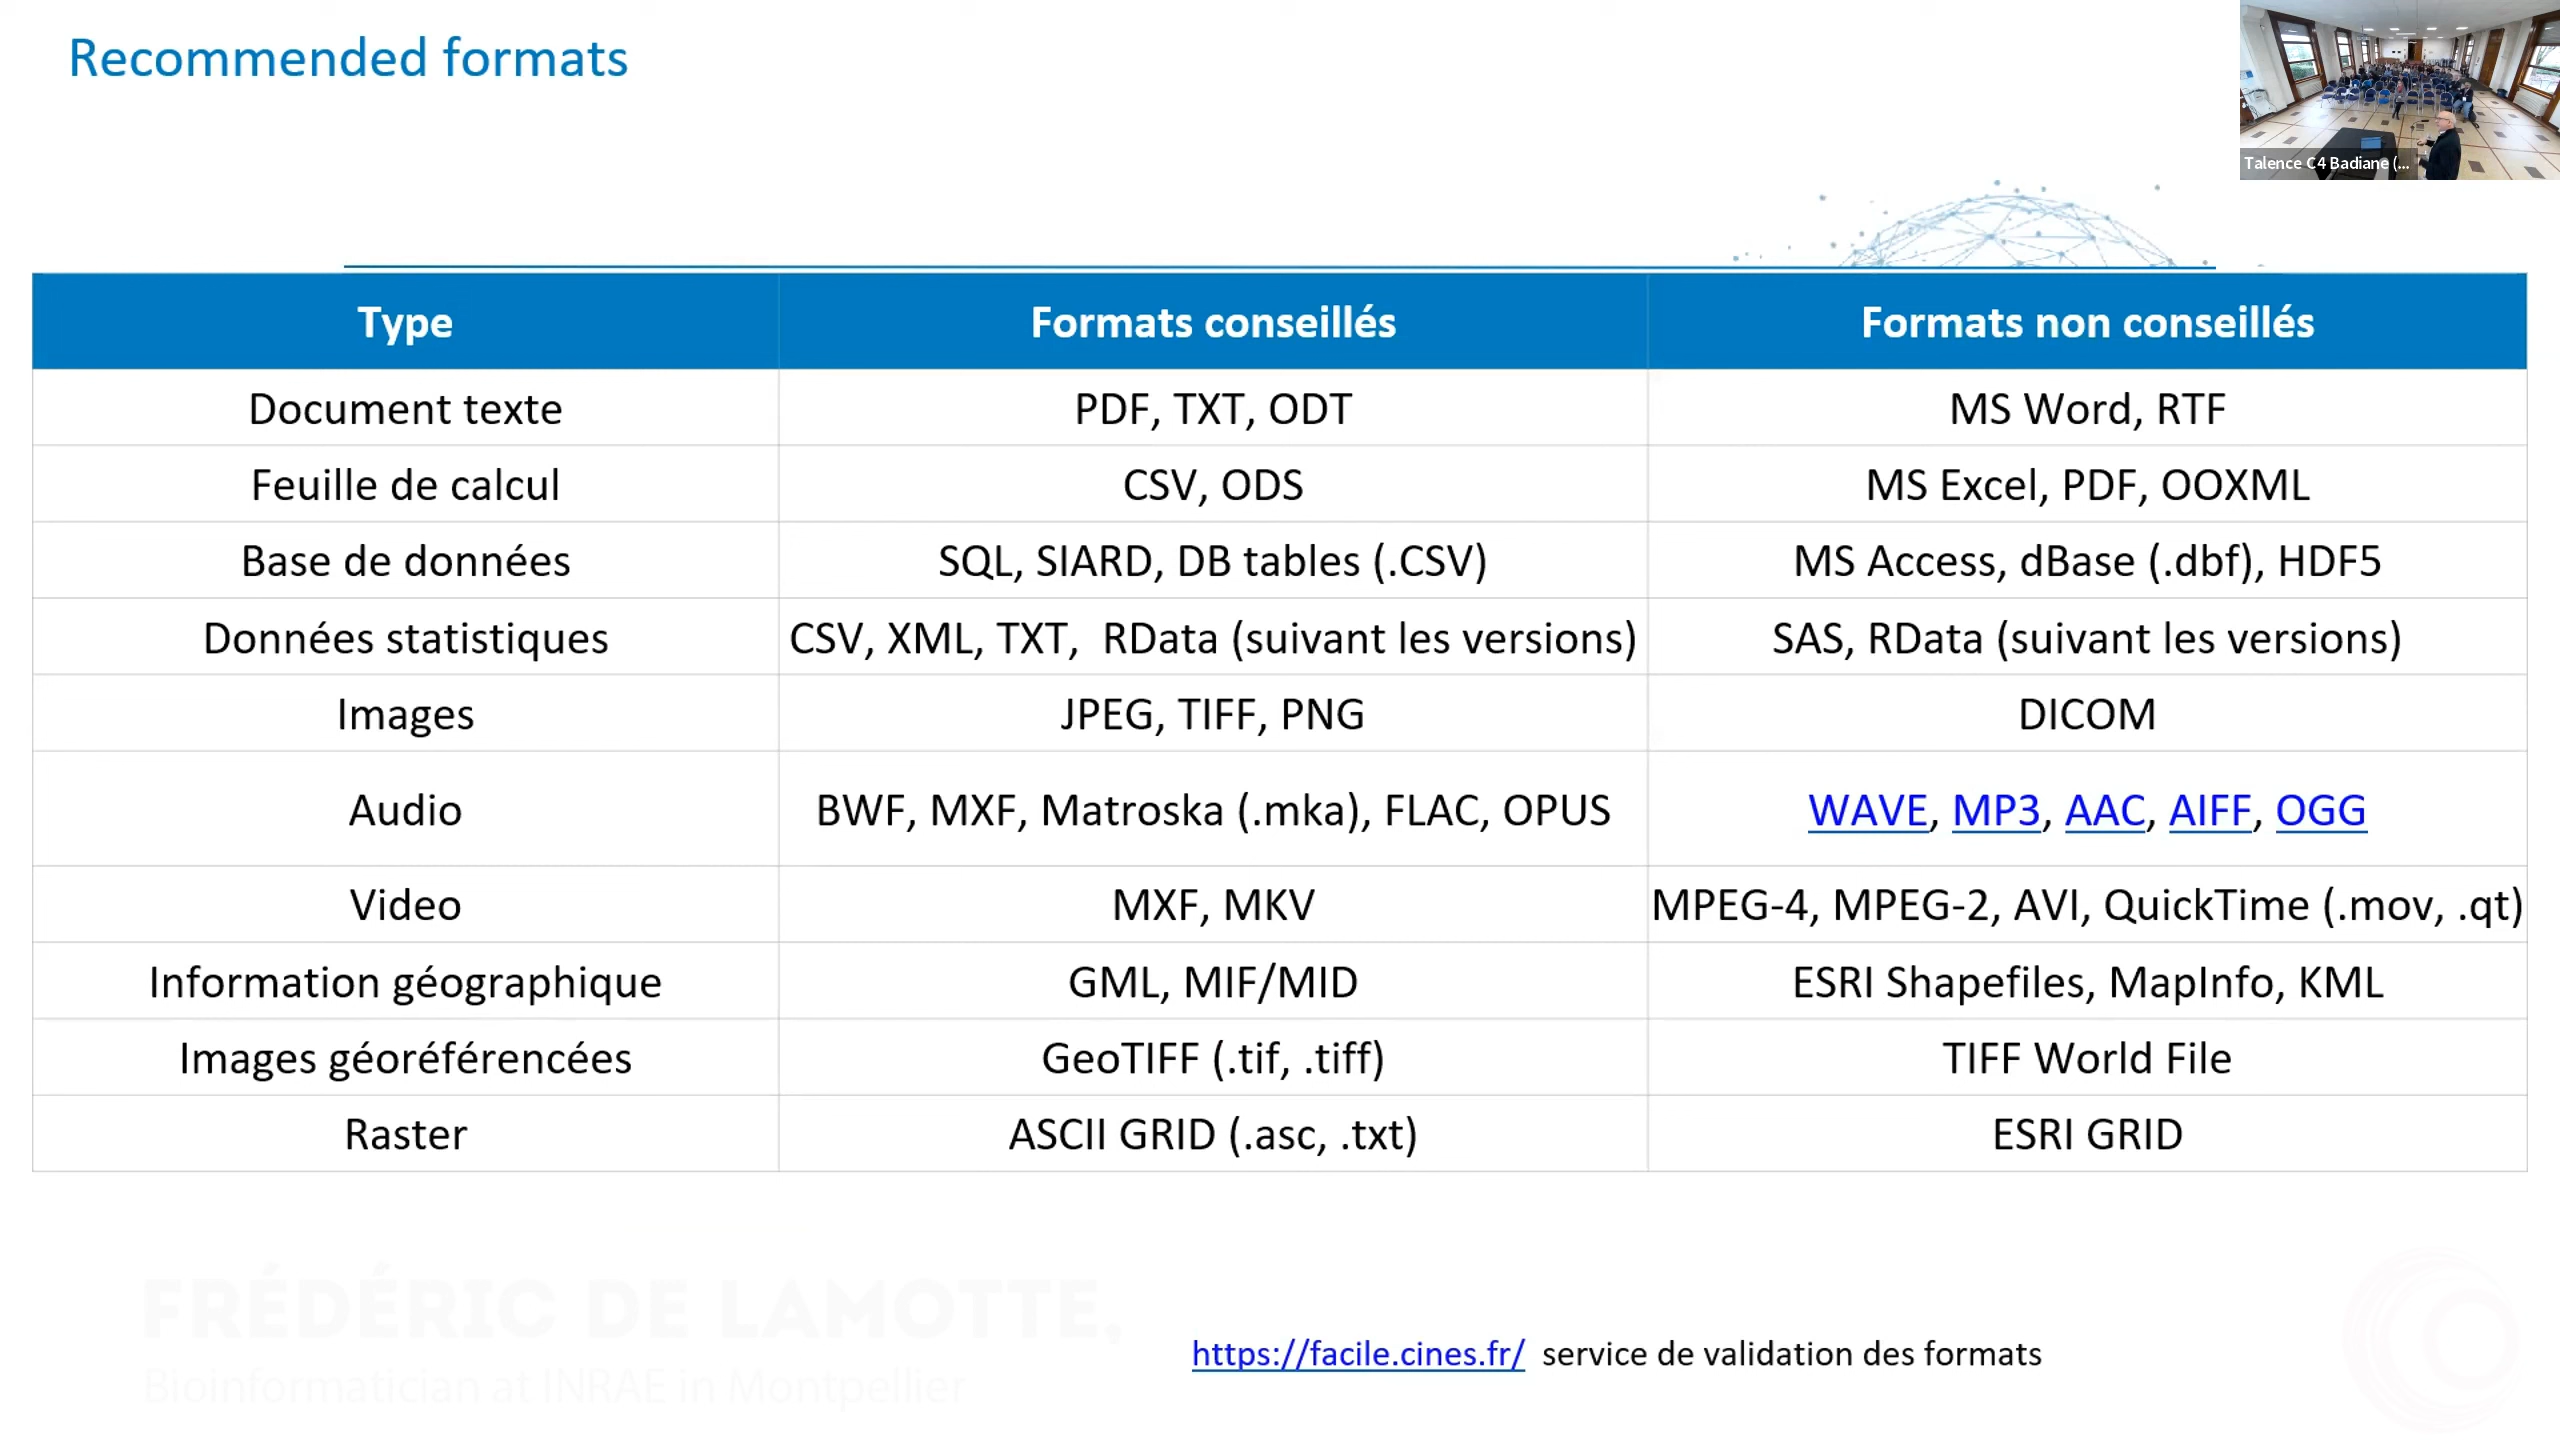 Recommended formats
Talence C4 Badiane (...
Type Formats conseillés Formats non conseillés
Document texte PDF, TXT, ODT MS Word, RTF
Feuille de calcul CSV, ODS MS Excel, PDF, OOXML
Base de données SQL, SIARD, DB tables (.CSV) MS Access, dBase (.dbf), HDF5
Données statistiques CSV, XML, TXT, RData (suivant les versions) SAS, RData (suivant les versions)
Images JPEG, TIFF, PNG DICOM
Audio BWF, MXF, Matroska (.mka), FLAC, OPUS WAVE, MP3, AAC, AIFF, OGG
Video MXF, MKV MPEG-4, MPEG-2, AVI, QuickTime (.mov, .qt)
Information géographique GML, MIF/MID ESRI Shapefiles, MapInfo, KML
Images géoréférencées GeoTIFF (.tif, .tiff) TIFF World File
Raster ASCII GRID (.asc, .txt) ESRI GRID
FRÉDÉRIC DE LAMOTTE,
Bioinformatician at INRAE in Montpellier
https://facile.cines.fr/ service de validation des formats